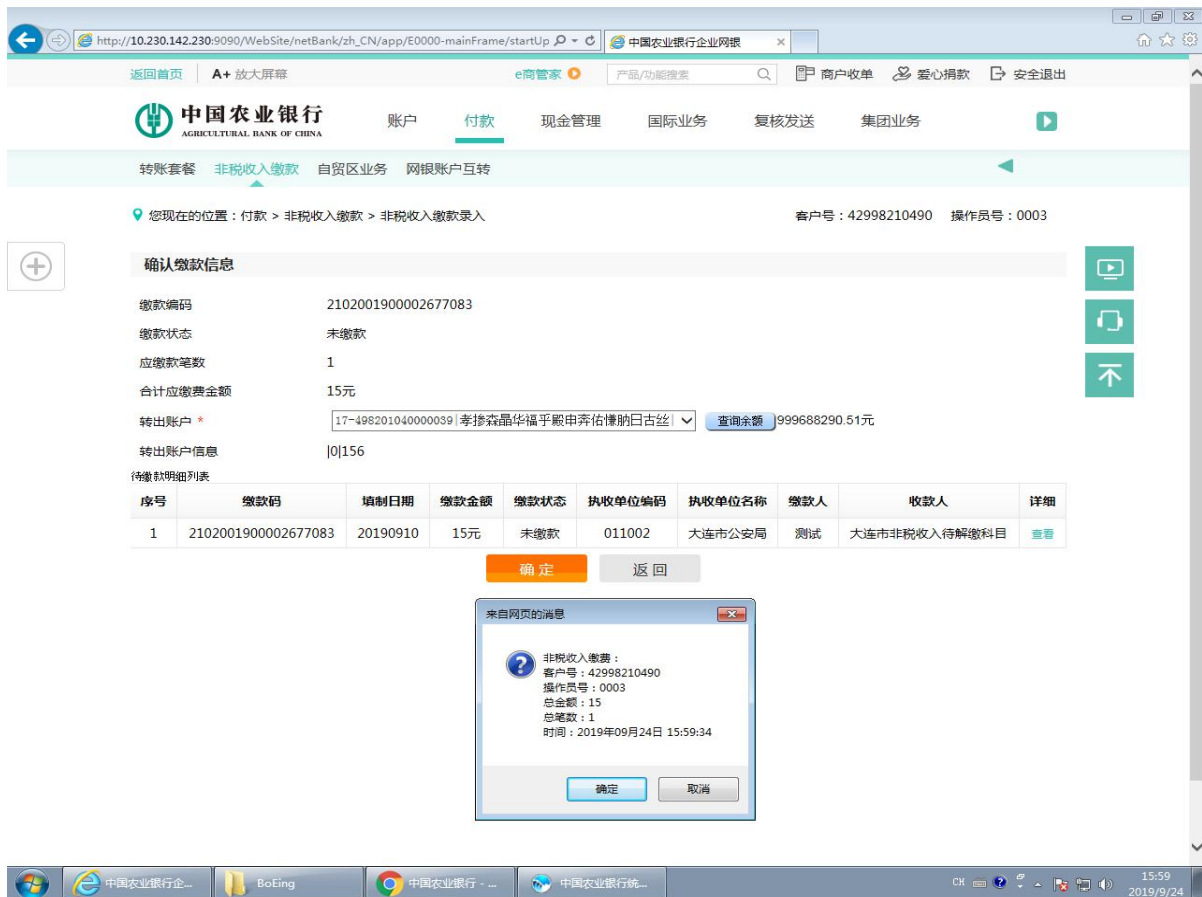 http://10.230.142.230:9090/WebSite/netBank/zh_CN/app/E0000-mainFrame/startUp
中国农业银行企业网银
返回首页 A+ 放大屏幕 e商管家 产品/功能搜索 商户收单 爱心捐款 安全退出
中国农业银行 账户 付款 现金管理 国际业务 复核发送 集团业务
AGRICULTURAL BANK OF CHINA
转账套餐 非税收入缴款 自贸区业务 网银账户互转
您现在的位置：付款 > 非税收入缴款 > 非税收入缴款录入 客户号：42998210490 操作员号：0003
确认缴款信息
缴款编码 2102001900002677083
缴款状态 未缴款
应缴款笔数 1
合计应缴费金额 15元
转出账户 * 17-498201040000039|孝掺森晶华福乎殿申奔佑慊肭日古丝| 查询余额 999688290.51元
转出账户信息 |0|156
待缴款明细列表
序号 缴款码 填制日期 缴款金额 缴款状态 执收单位编码 执收单位名称 缴款人 收款人 详细
1 2102001900002677083 20190910 15元 未缴款 011002 大连市公安局 测试 大连市非税收入待解缴科目 查看
确定 返回
来自网页的消息
非税收入缴费：
客户号：42998210490
操作员号：0003
总金额：15
总笔数：1
时间：2019年09月24日 15:59:34
确定 取消
中国农业银行企... BoEing 中国农业银行 - ... 中国农业银行统... CH 15:59
2019/9/24